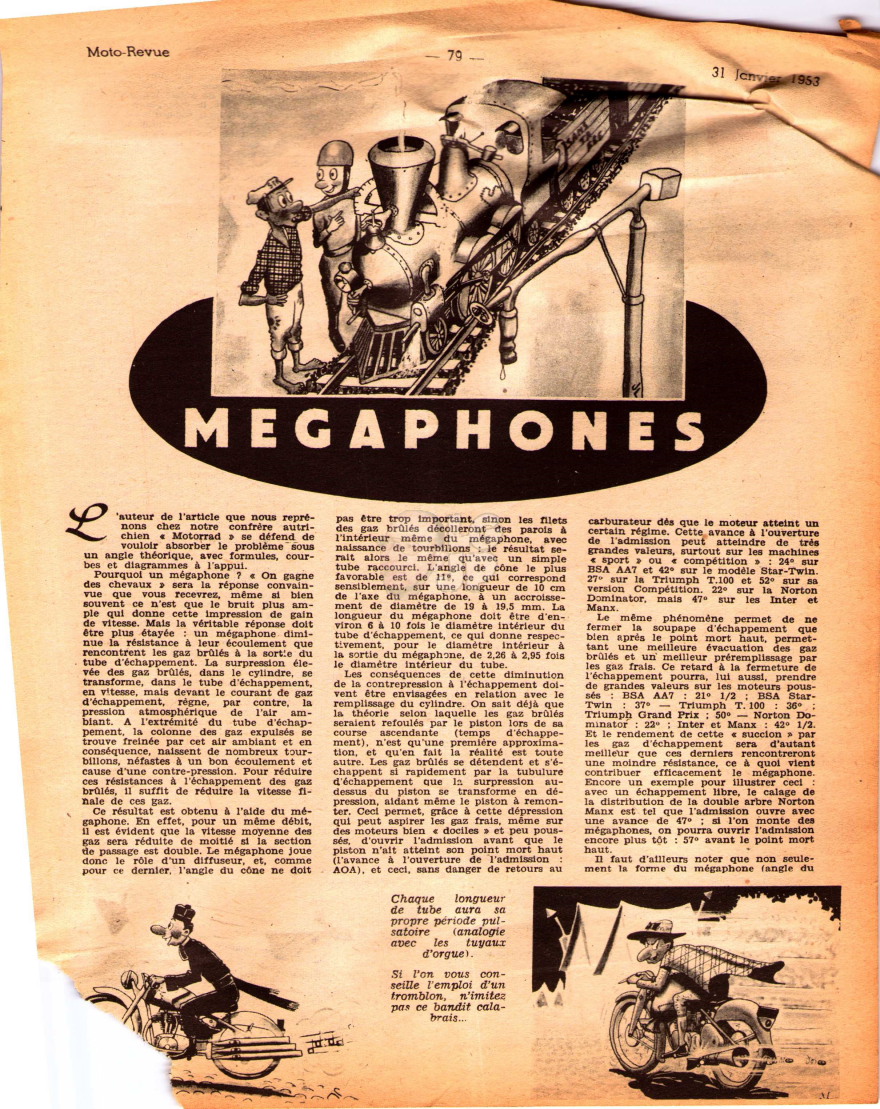 Moto-Revue
— 79 —
31 Janvier 1953
MEGAPHONES
L'auteur de l'article que nous repré-
nons chez notre confrère autri-
chien « Motorrad » se défend de
vouloir absorber le problème sous
un angle théorique, avec formules, cour-
bes et diagrammes à l'appui.
Pourquoi un mégaphone ? « On gagne
des chevaux » sera la réponse convain-
vue que vous recevrez, même si bien
souvent ce n'est que le bruit plus am-
ple qui donne cette impression de gain
de vitesse. Mais la véritable réponse doit
être plus étayée : un mégaphone dimi-
nue la résistance à leur écoulement que
rencontrent les gaz brûlés à la sortie du
tube d'échappement. La surpression éle-
vée des gaz brûlés, dans le cylindre, se
transforme, dans le tube d'échappement,
en vitesse, mais devant le courant de gaz
d'échappement, règne, par contre, la
pression atmosphérique de l'air am-
biant. A l'extrémité du tube d'échap-
pement, la colonne des gaz expulsés se
trouve freinée par cet air ambiant et en
conséquence, naissent de nombreux tour-
billons, néfastes à un bon écoulement et
cause d'une contre-pression. Pour réduire
ces résistances à l'échappement des gaz
brûlés, il suffit de réduire la vitesse fi-
nale de ces gaz.
Ce résultat est obtenu à l'aide du mé-
gaphone. En effet, pour un même débit,
il est évident que la vitesse moyenne des
gaz sera réduite de moitié si la section
de passage est double. Le mégaphone joue
donc le rôle d'un diffuseur, et, comme
pour ce dernier, l'angle du cône ne doit
pas être trop important, sinon les filets
des gaz brûlés décolleront des parois à
l'intérieur même du mégaphone, avec
naissance de tourbillons ; le résultat se-
rait alors le même qu'avec un simple
tube raccourci. L'angle de cône le plus
favorable est de 11°, ce qui correspond
sensiblement, sur une longueur de 10 cm
de l'axe du mégaphone, à un accroisse-
ment de diamètre de 19 à 19,5 mm. La
longueur du mégaphone doit être d'en-
viron 6 à 10 fois le diamètre intérieur du
tube d'échappement, ce qui donne respec-
tivement, pour le diamètre intérieur à
la sortie du mégaphone, de 2,26 à 2,95 fois
le diamètre intérieur du tube.
Les conséquences de cette diminution
de la contrepression à l'échappement doi-
vent être envisagées en relation avec le
remplissage du cylindre. On sait déjà que
la théorie selon laquelle les gaz brûlés
seraient refoulés par le piston lors de sa
course ascendante (temps d'échappe-
ment), n'est qu'une première approxima-
tion, et qu'en fait la réalité est toute
autre. Les gaz brûlés se détendent et s'é-
chappent si rapidement par la tubulure
d'échappement que la surpression au-
dessus du piston se transforme en dé-
pression, aidant même le piston à remon-
ter. Ceci permet, grâce à cette dépression
qui peut aspirer les gaz frais, même sur
des moteurs bien « dociles » et peu pous-
sés, d'ouvrir l'admission avant que le
piston n'ait atteint son point mort haut
(l'avance à l'ouverture de l'admission :
AOA), et ceci, sans danger de retours au
carburateur dés que le moteur atteint un
certain régime. Cette avance à l'ouverture
de l'admission peut atteindre de très
grandes valeurs, surtout sur les machines
« sport » ou « compétition » : 24° sur
BSA AA7 et 42° sur le modèle Star-Twin.
27° sur la Triumph T.100 et 52° sur sa
version Compétition. 22° sur la Norton
Dominator, mais 47° sur les Inter et
Manx.
Le même phénomène permet de ne
fermer la soupape d'échappement que
bien après le point mort haut, permet-
tant une meilleure évacuation des gaz
brûlés et un meilleur préremplissage par
les gaz frais. Ce retard à la fermeture de
l'échappement pourra, lui aussi, prendre
de grandes valeurs sur les moteurs pous-
sés : BSA AA7 : 21° 1/2 ; BSA Star-
Twin : 37° — Triumph T. 100 : 36° ;
Triumph Grand Prix : 50° — Norton Do-
minator : 22° ; Inter et Manx : 42° 1/2.
Et le rendement de cette « succion » par
les gaz d'échappement sera d'autant
meilleur que ces derniers rencontreront
une moindre résistance, ce à quoi vient
contribuer efficacement le mégaphone.
Encore un exemple pour illustrer ceci :
avec un échappement libre, le calage de
la distribution de la double arbre Norton
Manx est tel que l'admission ouvre avec
une avance de 47° ; si l'on monte des
mégaphones, on pourra ouvrir l'admission
encore plus tôt : 57° avant le point mort
haut.
Il faut d'ailleurs noter que non seule-
ment la forme du mégaphone (angle du
Chaque longueur
de tube aura sa
propre période pul-
satoire (analogie
avec les tuyaux
d'orgue).
Si l'on vous con-
seille l'emploi d'un
tromblon, n'imitez
pas ce bandit cala-
brais...